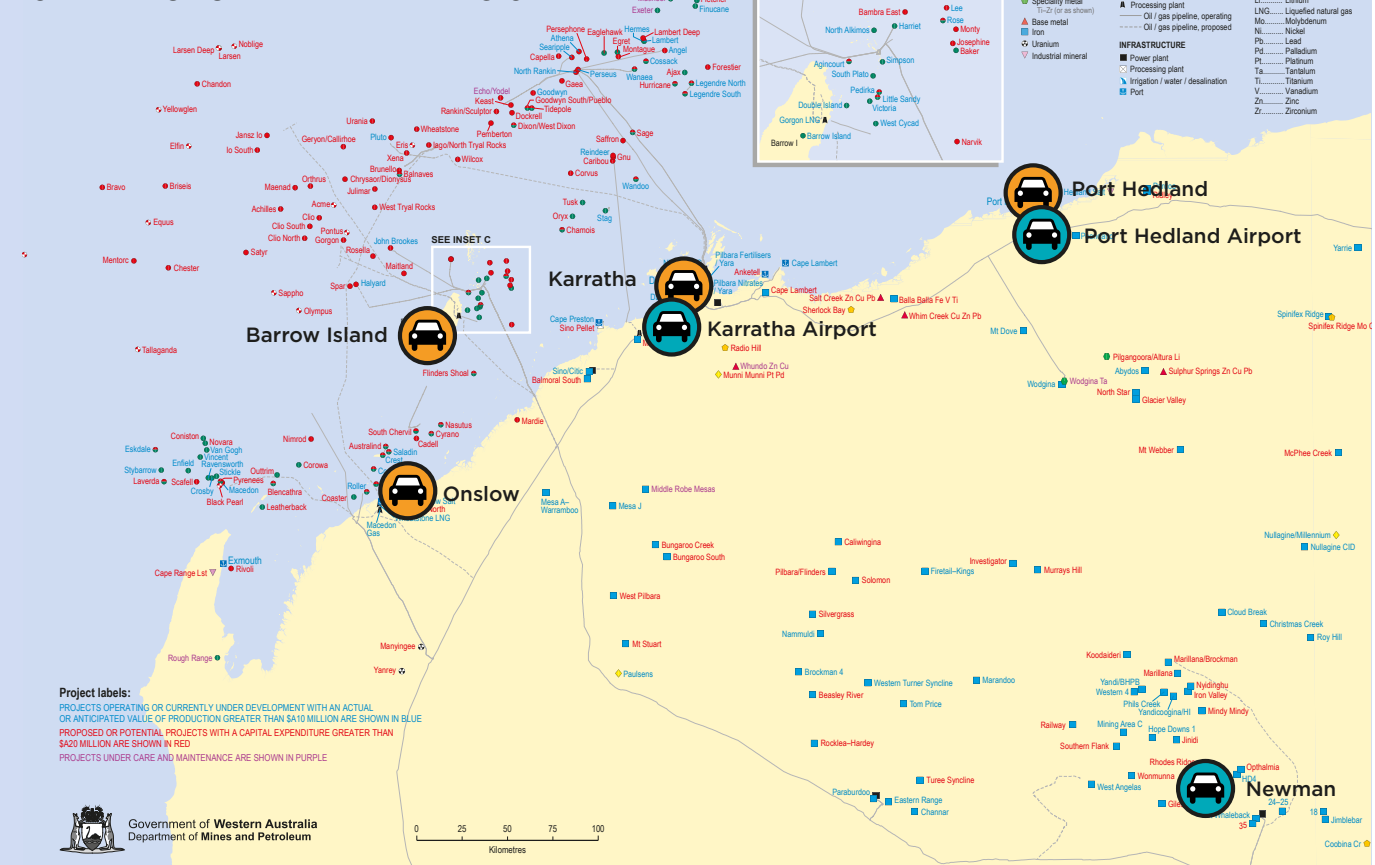 Exeter
Finucane
Noblige
Larsen Deep
Larsen
Chandon
Yellowglen
Persephone
Athena
Searipple
Capella
Eaglehawk
Egret
Hermes
Lambert
Lambert Deep
Montague
Angel
Cossack
Wanaea
Ajax
Hurricane
Forestier
Legendre North
Legendre South
North Rankin
Perseus
Gaea
Goodwyn
Echo/Yodel
Keast
Rankin/Sculptor
Goodwyn South/Pueblo
Tidepole
Dockrell
Dixon/West Dixon
Pemberton
Urania
Wheatstone
Pluto
Eris
Iago/North Tryal Rocks
Xena
Wilcox
Jansz Io
Io South
Elfin
Geryon/Callirhoe
Brunello
Balnaves
Chrysaor/Dionysus
Julimar
Orthrus
Maenad
Bravo
Briseis
Saffron
Sage
Reindeer
Caribou
Gnu
Corvus
Wandoo
Tusk
Oryx
Stag
Chamois
West Tryal Rocks
Acme
Achilles
Clio
Clio South
Clio North
Pontus
Gorgon
Equus
Satyr
Mentorc
Chester
Rosella
John Brookes
Maitland
Spar
Halyard
Sappho
Olympus
Tallaganda
SEE INSET C
Bambra East
Lee
Rose
Monty
Harriet
North Alkimos
Josephine
Baker
Agincourt
Simpson
South Plato
Pedirka
Little Sandy
Double Island
Victoria
Gorgon LNG
West Cycad
Barrow Island
Barrow I
Narvik
Speciality metal
Ti–Zr (or as shown)
Base metal
Iron
Uranium
Industrial mineral
Processing plant
Oil / gas pipeline, operating
Oil / gas pipeline, proposed
INFRASTRUCTURE
Power plant
Processing plant
Irrigation / water / desalination
Port
LNG........ Liquefied natural gas
Mo.......... Molybdenum
Ni........... Nickel
Pb.......... Lead
Pd.......... Palladium
Pt........... Platinum
Ta.......... Tantalum
Ti........... Titanium
V............ Vanadium
Zn.......... Zinc
Zr........... Zirconium
Port Hedland
Port
Port Hedland Airport
Yarrie
Karratha
Pilbara Fertilisers
/ Yara
Pilbara Nitrates
/ Yara
Anketell
Cape Lambert
Cape Lambert
Karratha Airport
Barrow Island
Cape Preston
Sino Pellet
Salt Creek Zn Cu Pb
Balla Balla Fe V Ti
Sherlock Bay
Whim Creek Cu Zn Pb
Radio Hill
Whundo Zn Cu
Munni Munni Pt Pd
Mt Dove
Spinifex Ridge
Spinifex Ridge Mo
Pilgangoora/Altura Li
Abydos
Sulphur Springs Zn Cu Pb
Wodgina
Wodgina Ta
North Star
Glacier Valley
Flinders Shoal
Sino/Citic
Balmoral South
Mardie
Nasutus
South Chervil
Cyrano
Cadell
Australind
Saladin
Crest
Nimrod
Corowa
Coniston
Novara
Van Gogh
Vincent
Eskdale
Enfield
Ravensworth
Stickle
Stybarrow
Laverda
Scafell
Pyrenees
Crosby
Macedon
Black Pearl
Outtrim
Blencathra
Leatherback
Roller
Coaster
Onslow
North
LNG
Macedon
Gas
Mt Webber
McPhee Creek
Mesa A–
Warramboo
Middle Robe Mesas
Mesa J
Exmouth
Rivoli
Cape Range Lst
Bungaroo Creek
Bungaroo South
Caliwingina
Nullagine/Millennium
Nullagine CID
Pilbara/Flinders
Solomon
Firetail–Kings
Investigator
Murrays Hill
West Pilbara
Silvergrass
Nammuldi
Cloud Break
Christmas Creek
Roy Hill
Manyingee
Yanrey
Mt Stuart
Rough Range
Paulsens
Brockman 4
Western Turner Syncline
Marandoo
Beasley River
Tom Price
Koodaideri
Marillana/Brockman
Marillana
Yandi/BHPB
Nyidinghu
Western 4
Iron Valley
Phils Creek
Yandicoogina/HI
Mindy Mindy
Railway
Mining Area C
Hope Downs 1
Jinidi
Southern Flank
Rocklea–Hardey
Project labels:
PROJECTS OPERATING OR CURRENTLY UNDER DEVELOPMENT WITH AN ACTUAL
OR ANTICIPATED VALUE OF PRODUCTION GREATER THAN $A10 MILLION ARE SHOWN IN BLUE
PROPOSED OR POTENTIAL PROJECTS WITH A CAPITAL EXPENDITURE GREATER THAN
$A20 MILLION ARE SHOWN IN RED
PROJECTS UNDER CARE AND MAINTENANCE ARE SHOWN IN PURPLE
Rhodes
Opthalmia
HD4
Wonmunna
West Angelas
Turee Syncline
Paraburdoo
Eastern Range
Channar
Newman
24–25
35
18
Jimblebar
Coobina Cr
Government of Western Australia
Department of Mines and Petroleum
0 25 50 75 100
Kilometres